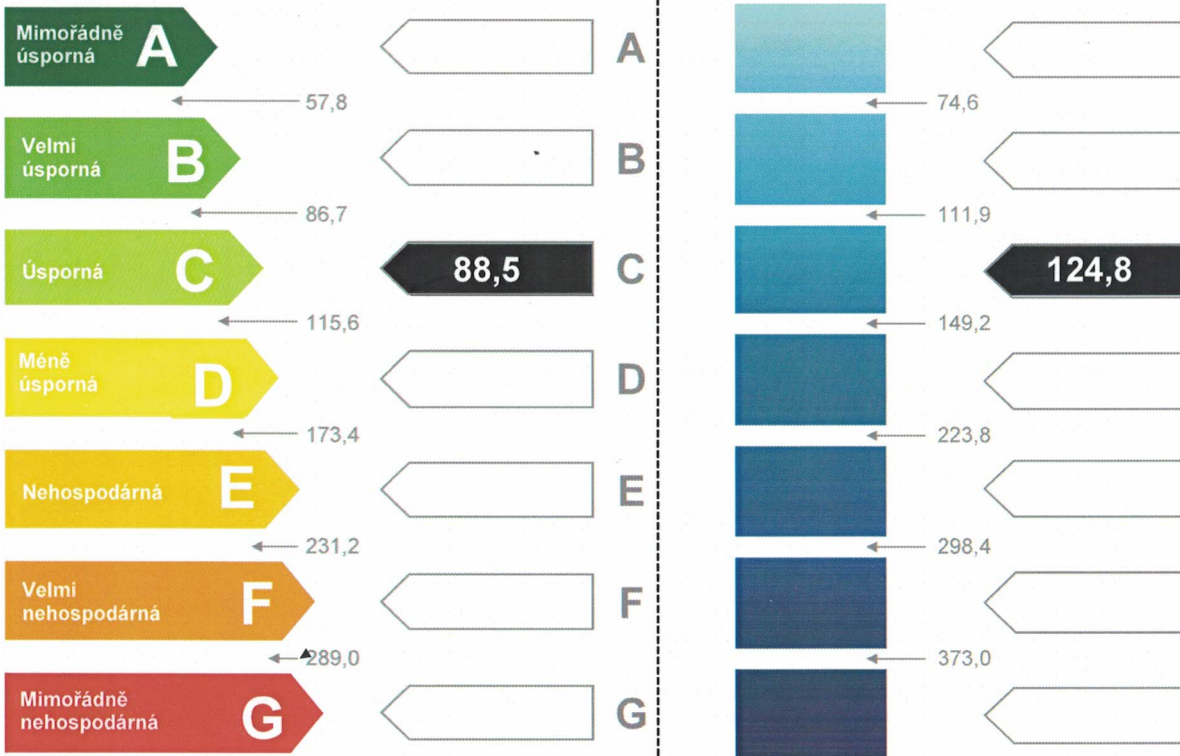 Mimořádně
úsporná
A
A
57,8
74,6
Velmi
úsporná
B
B
86,7
111,9
Úsporná
C
88,5
C
124,8
115,6
149,2
Méně
úsporná
D
D
173,4
223,8
Nehospodárná
E
E
231,2
298,4
Velmi
nehospodárná
F
F
289,0
373,0
Mimořádně
nehospodárná
G
G